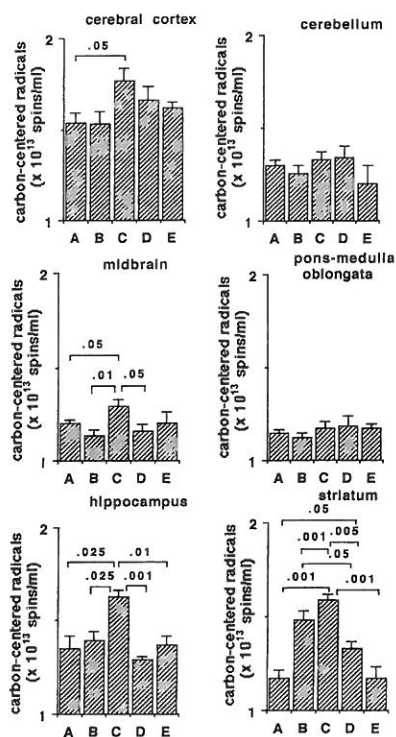 cerebral cortex
carbon-centered radicals
(x 10¹³ spins/ml)
2
1
.05
A B C D E
cerebellum
carbon-centered radicals
(x 10¹³ spins/ml)
2
1
A B C D E
midbrain
carbon-centered radicals
(x 10¹³ spins/ml)
2
1
.05
.01 .05
A B C D E
pons-medulla
oblongata
carbon-centered radicals
(x 10¹³ spins/ml)
2
1
A B C D E
hippocampus
carbon-centered radicals
(x 10¹³ spins/ml)
2
1
.025 .01
.025 .001
A B C D E
striatum
carbon-centered radicals
(x 10¹³ spins/ml)
2
1
.05
.001 .005
.05
.001 .001
A B C D E